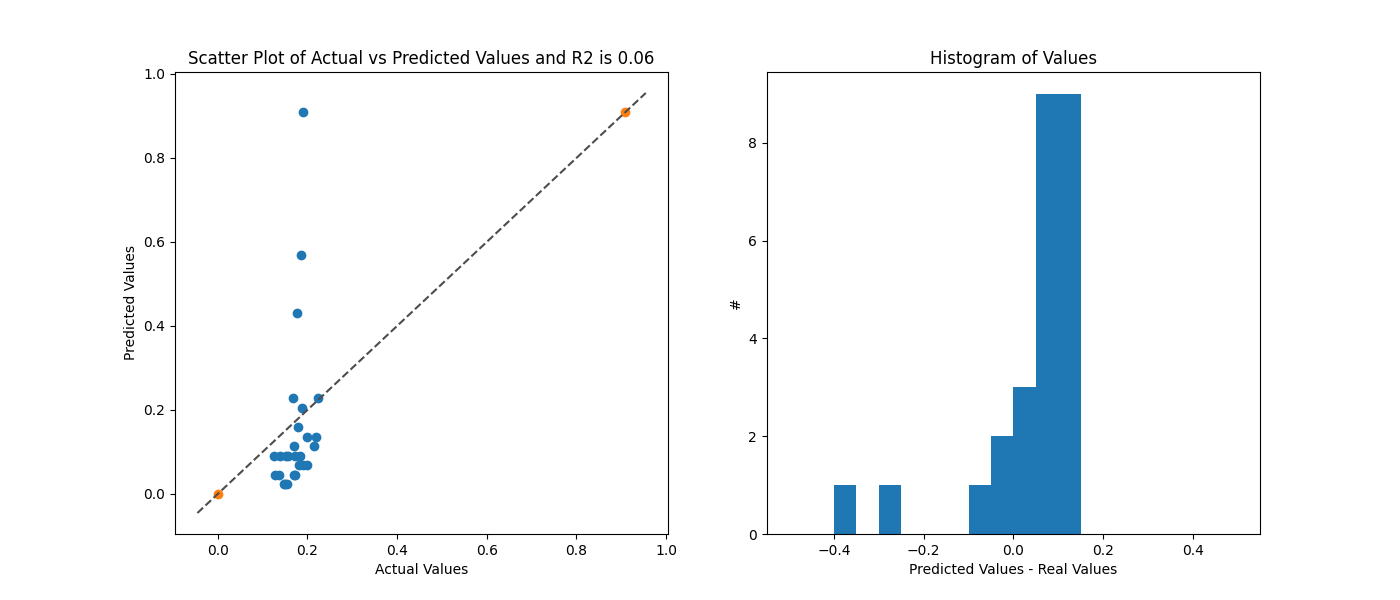 Scatter Plot of Actual vs Predicted Values and R2 is 0.06
1.0
0.8
0.6
0.4
0.2
0.0
Predicted Values
0.0 0.2 0.4 0.6 0.8 1.0
Actual Values
Histogram of Values
8
6
4
2
0
#
−0.4 −0.2 0.0 0.2 0.4
Predicted Values - Real Values